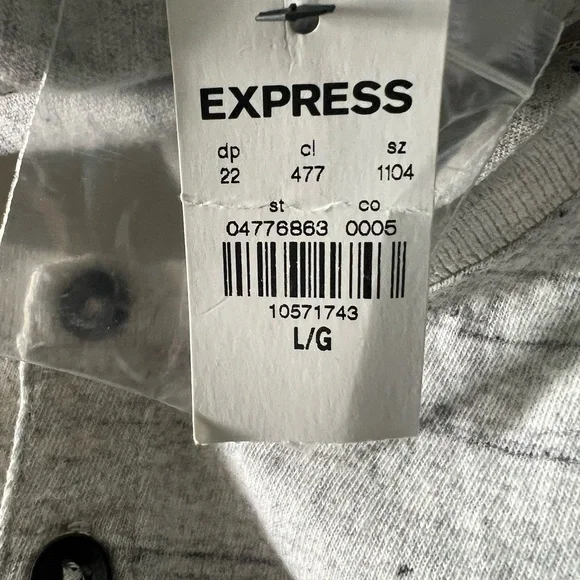 EXPRESS
dp cl sz
22 477 1104
st co
04776863 0005
10571743
L/G